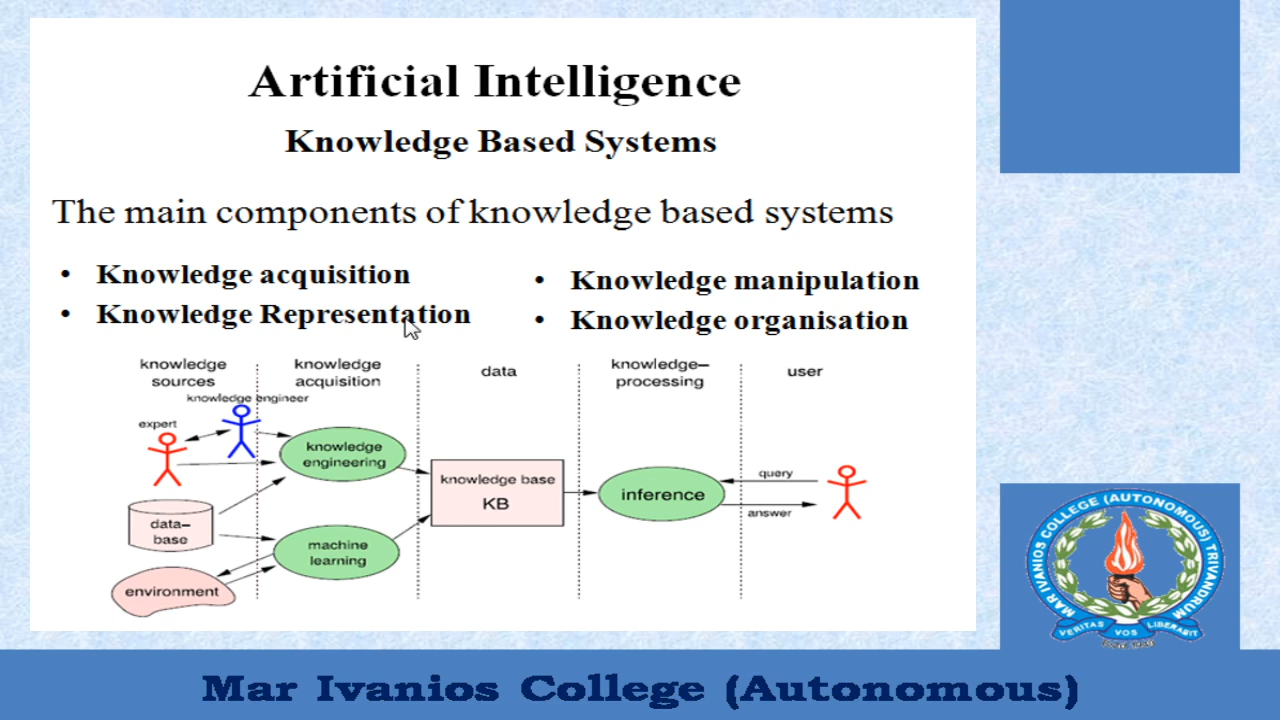 Artificial Intelligence
Knowledge Based Systems
The main components of knowledge based systems
• Knowledge acquisition
• Knowledge Representation
• Knowledge manipulation
• Knowledge organisation
knowledge
sources
knowledge
acquisition
data
knowledge–
processing
user
knowledge engineer
expert
knowledge
engineering
data–
base
machine
learning
environment
knowledge base
KB
inference
query
answer
MAR IVANIOS COLLEGE (AUTONOMOUS) TRIVANDRUM
VERITAS VOS LIBERABIT
Mar Ivanios College (Autonomous)